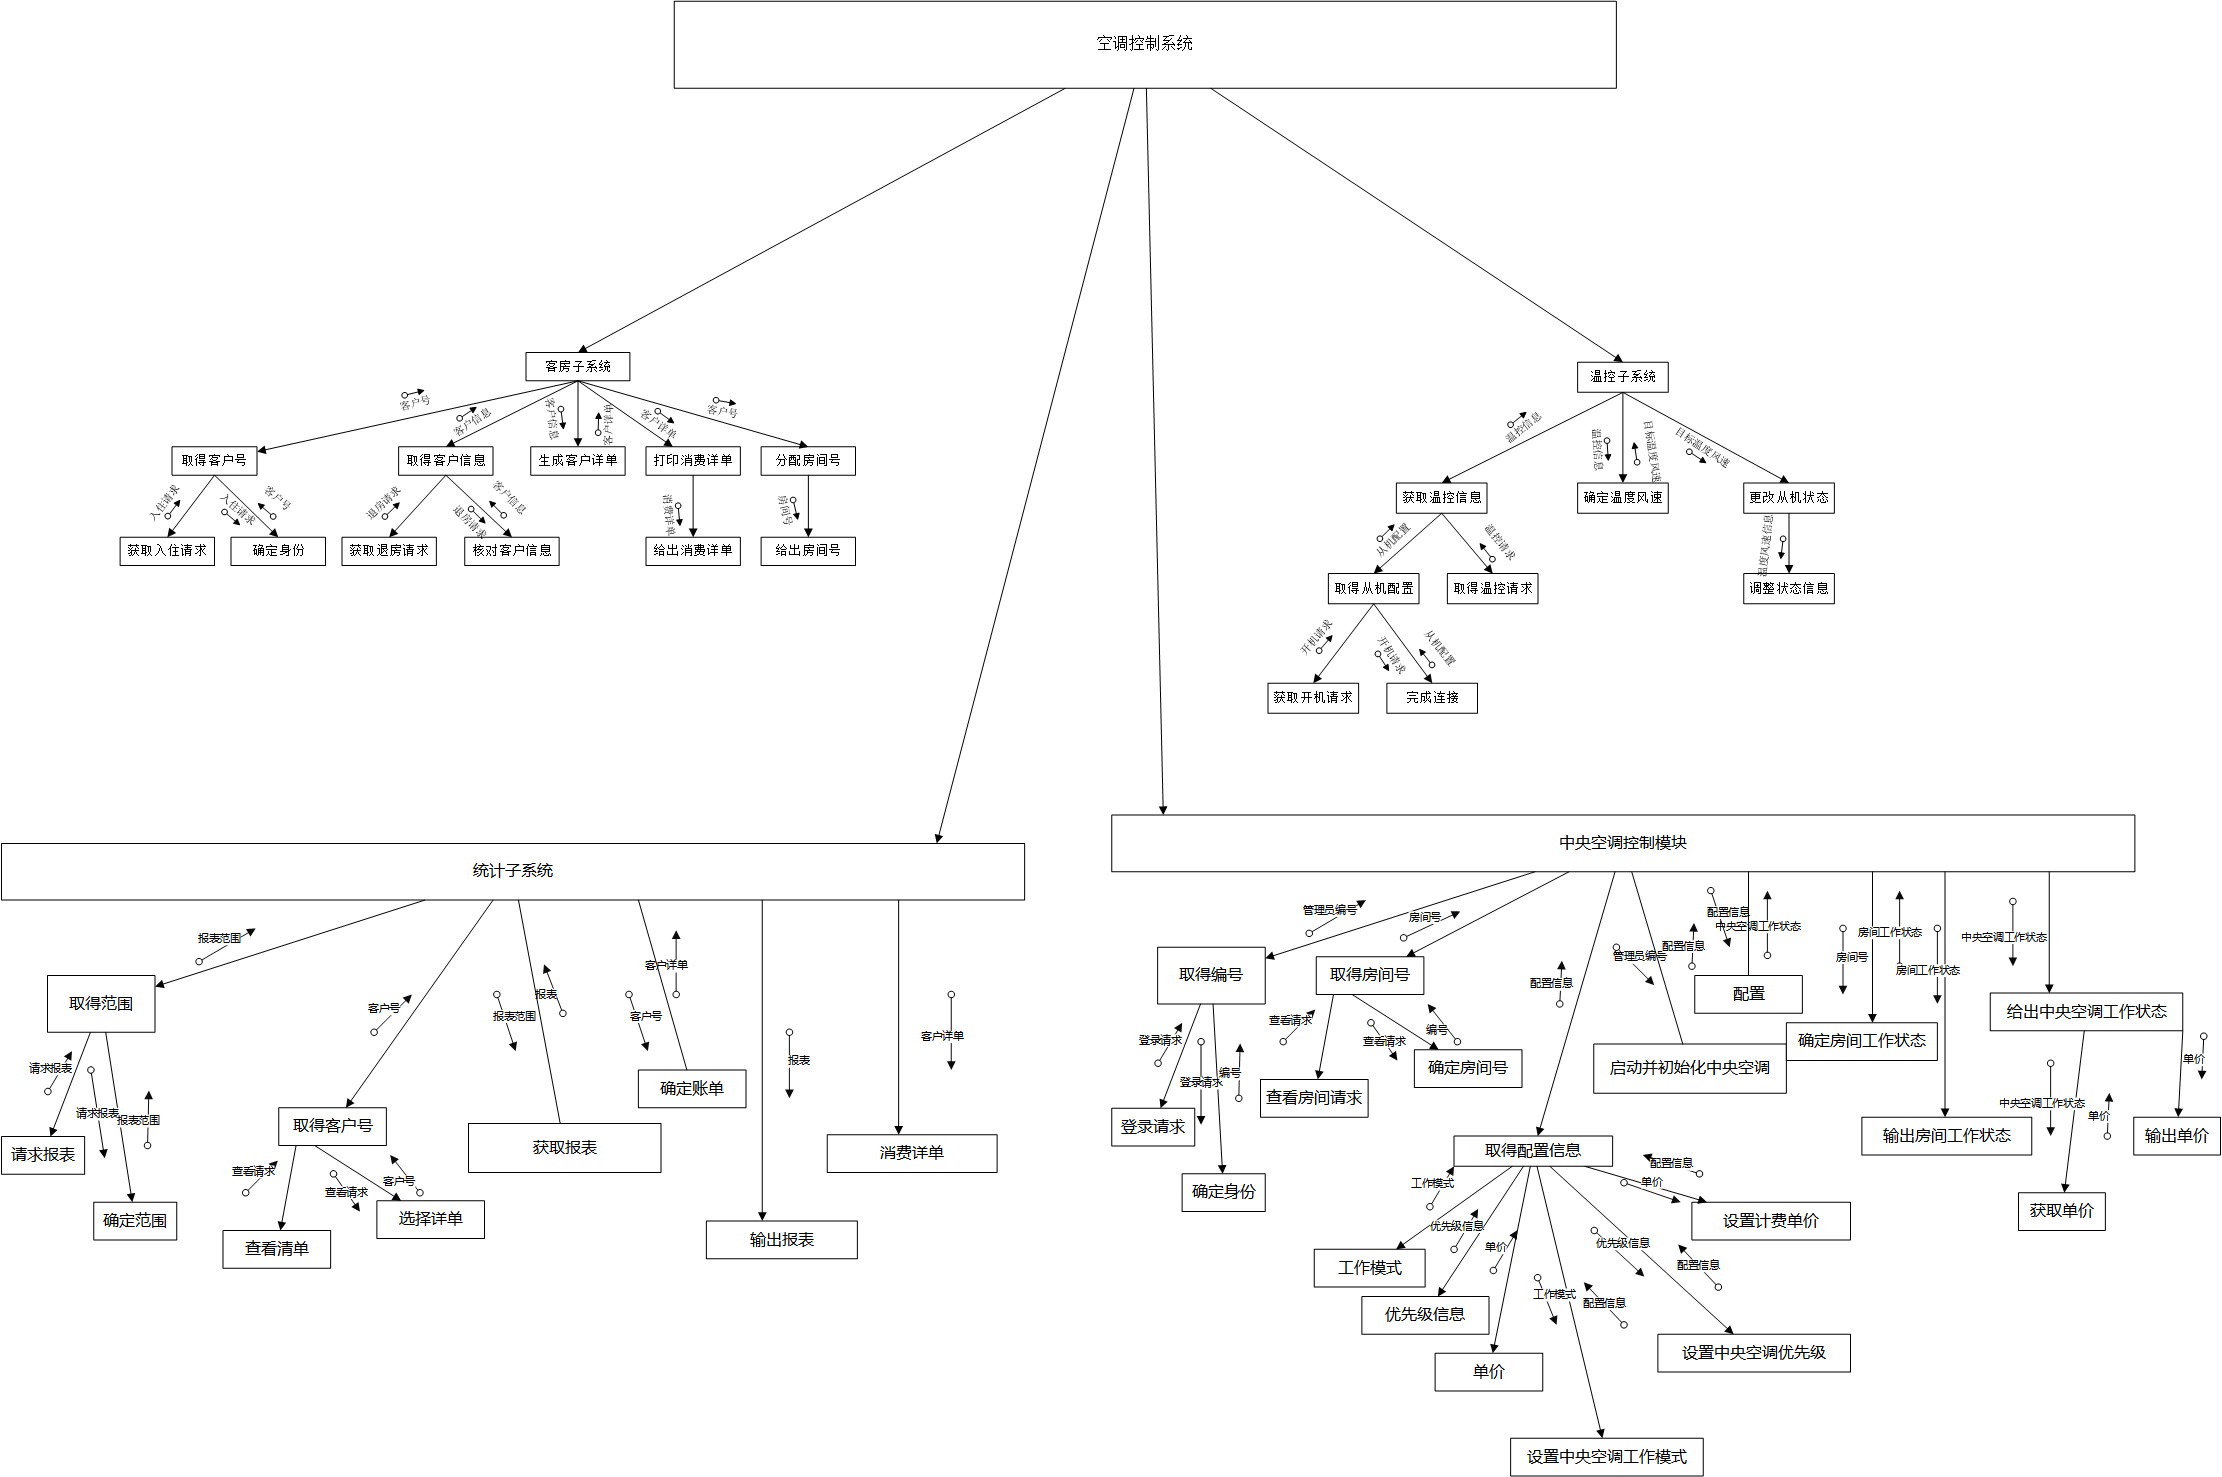 空调控制系统
客房子系统
客户号
客户信息
客户信息
客户详单
客户详单
客户号
取得客户号
取得客户信息
生成客户详单
打印消费详单
分配房间号
入住请求
入住请求
客户号
退房请求
退房请求
客户信息
消费详单
房间号
获取入住请求
确定身份
获取退房请求
核对客户信息
给出消费详单
给出房间号
温控子系统
温控信息
温控信息
目标温度风速
目标温度风速
获取温控信息
确定温度风速
更改从机状态
从机配置
温控请求
温度风速信息
取得从机配置
取得温控请求
调整状态信息
开机请求
开机请求
从机配置
获取开机请求
完成连接
统计子系统
报表范围
客户号
报表范围
报表
客户号
客户详单
报表
客户详单
取得范围
请求报表
请求报表
报表范围
请求报表
确定范围
取得客户号
查看请求
查看请求
客户号
查看清单
选择详单
获取报表
确定账单
输出报表
消费详单
中央空调控制模块
管理员编号
房间号
配置信息
管理员编号
配置信息
配置信息
中央空调工作状态
房间号
房间工作状态
房间工作状态
中央空调工作状态
取得编号
取得房间号
配置
给出中央空调工作状态
登录请求
登录请求
编号
查看请求
查看请求
编号
确定房间号
查看房间请求
登录请求
确定身份
启动并初始化中央空调
确定房间工作状态
输出房间工作状态
中央空调工作状态
单价
单价
输出单价
获取单价
取得配置信息
工作模式
优先级信息
单价
工作模式
配置信息
优先级信息
配置信息
单价
配置信息
设置计费单价
工作模式
优先级信息
单价
设置中央空调优先级
设置中央空调工作模式